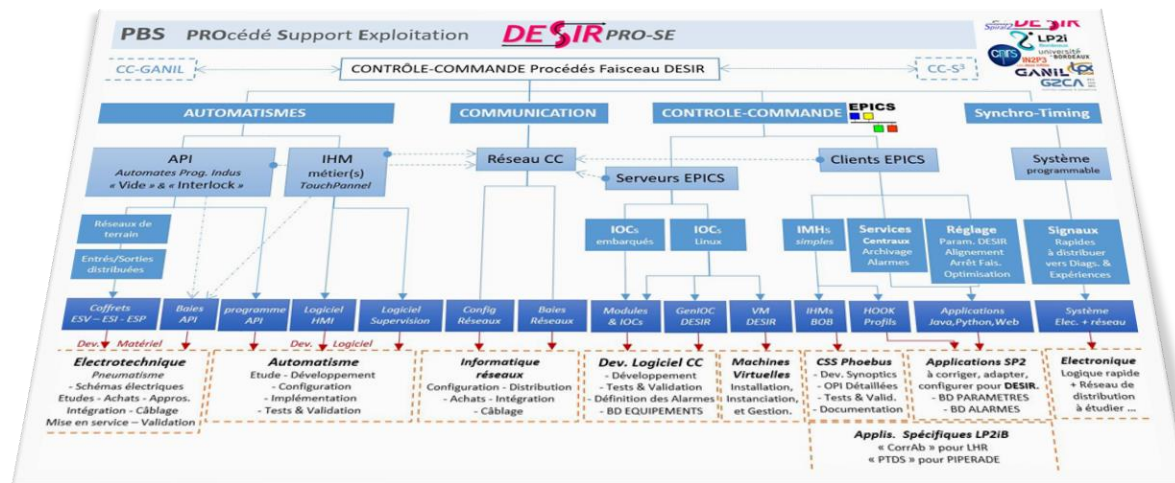 PBS PROcédé Support Exploitation DESIR PRO-SE
DESIR
LP2i
Bordeaux
cnrs
université
de BORDEAUX
IN2P3
GANIL
G2CA
CC-GANIL
CONTRÔLE-COMMANDE Procédés Faisceau DESIR
CC-S³
AUTOMATISMES
COMMUNICATION
CONTROLE-COMMANDE
EPICS
Synchro-Timing
API
Automates Prog. Indus
« Vide » & « Interlock »
IHM
métier(s)
TouchPannel
Réseau CC
Serveurs EPICS
Clients EPICS
Système
programmable
Réseaux de
terrain
Entrés/Sorties
distribuées
IOCs
embarqués
IOCs
Linux
IMHs
simples
Services
Centraux
Archivage
Alarmes
Réglage
Param. DESIR
Alignement
Arrêt Fais.
Optimisation
Signaux
Rapides
à distribuer
vers Diags. &
Expériences
Coffrets
ESV – ESI - ESP
Baies
API
programme
API
Logiciel
HMI
Logiciel
Supervision
Config
Réseaux
Baies
Réseaux
Modules
& IOCs
GenIOC
DESIR
VM
DESIR
IHMs
BOB
HOOK
Profils
Applications
Java,Python,Web
Système
Elec. + réseau
Dev. Matériel
Dev. Logiciel
Electrotechnique
Pneumatisme
- Schémas électriques
Etudes - Achats - Appros.
Intégration - Câblage
Mise en service – Validation
Automatisme
Etude - Développement
- Configuration
- Implémentation
- Tests & Validation
Informatique
réseaux
Configuration - Distribution
- Achats - Intégration
- Câblage
Dev. Logiciel CC
- Développement
- Tests & Validation
- Définition des Alarmes
- BD EQUIPEMENTS
Machines
Virtuelles
Installation,
Instanciation,
et Gestion.
CSS Phoebus
- Dev. Synoptics
- OPI Détaillées
- Tests & Valid.
- Documentation
Applications SP2
à corriger, adapter,
configurer pour DESIR.
- BD PARAMETRES
- BD ALARMES
Electronique
Logique rapide
+ Réseau de
distribution
à étudier ...
Applis. Spécifiques LP2iB
« CorrAb » pour LHR
« PTDS » pour PIPERADE